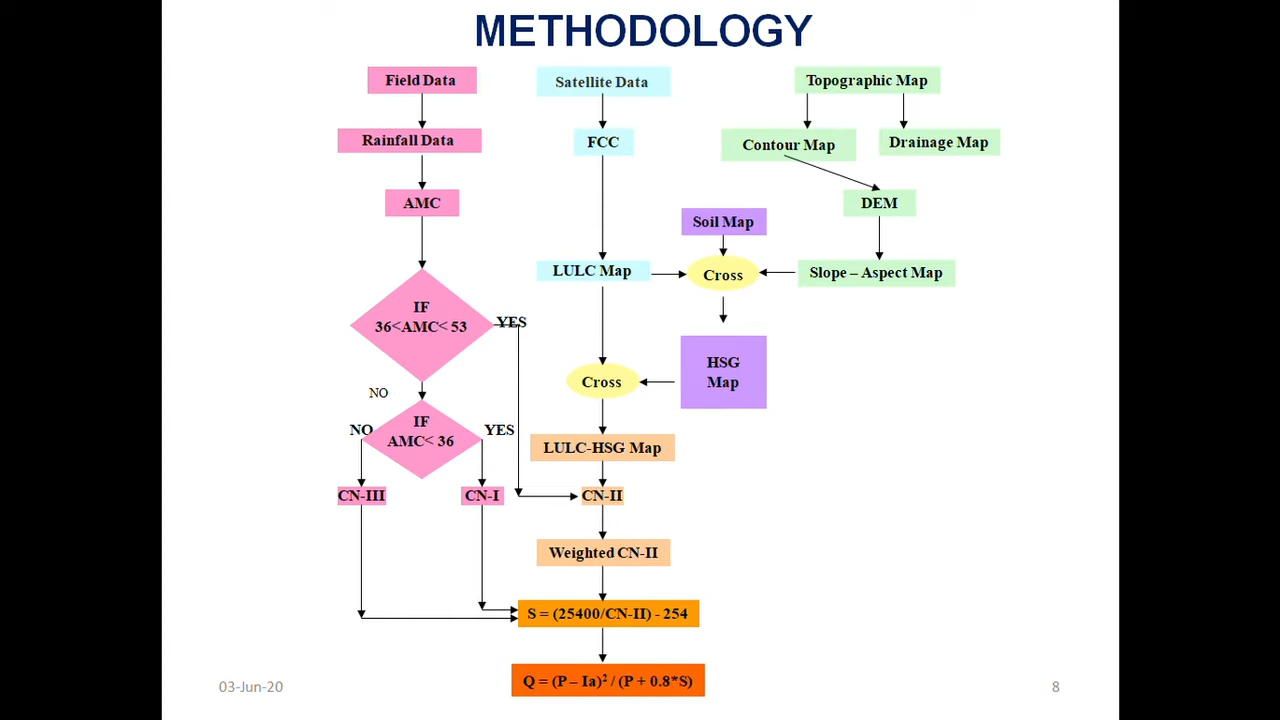 METHODOLOGY
Field Data
Satellite Data
Topographic Map
Rainfall Data
FCC
Contour Map
Drainage Map
AMC
DEM
Soil Map
LULC Map
Cross
Slope – Aspect Map
IF
36<AMC< 53
YES
NO
HSG
Map
Cross
IF
AMC< 36
NO
YES
LULC-HSG Map
CN-III
CN-I
CN-II
Weighted CN-II
S = (25400/CN-II) - 254
Q = (P – Ia)² / (P + 0.8*S)
03-Jun-20
8